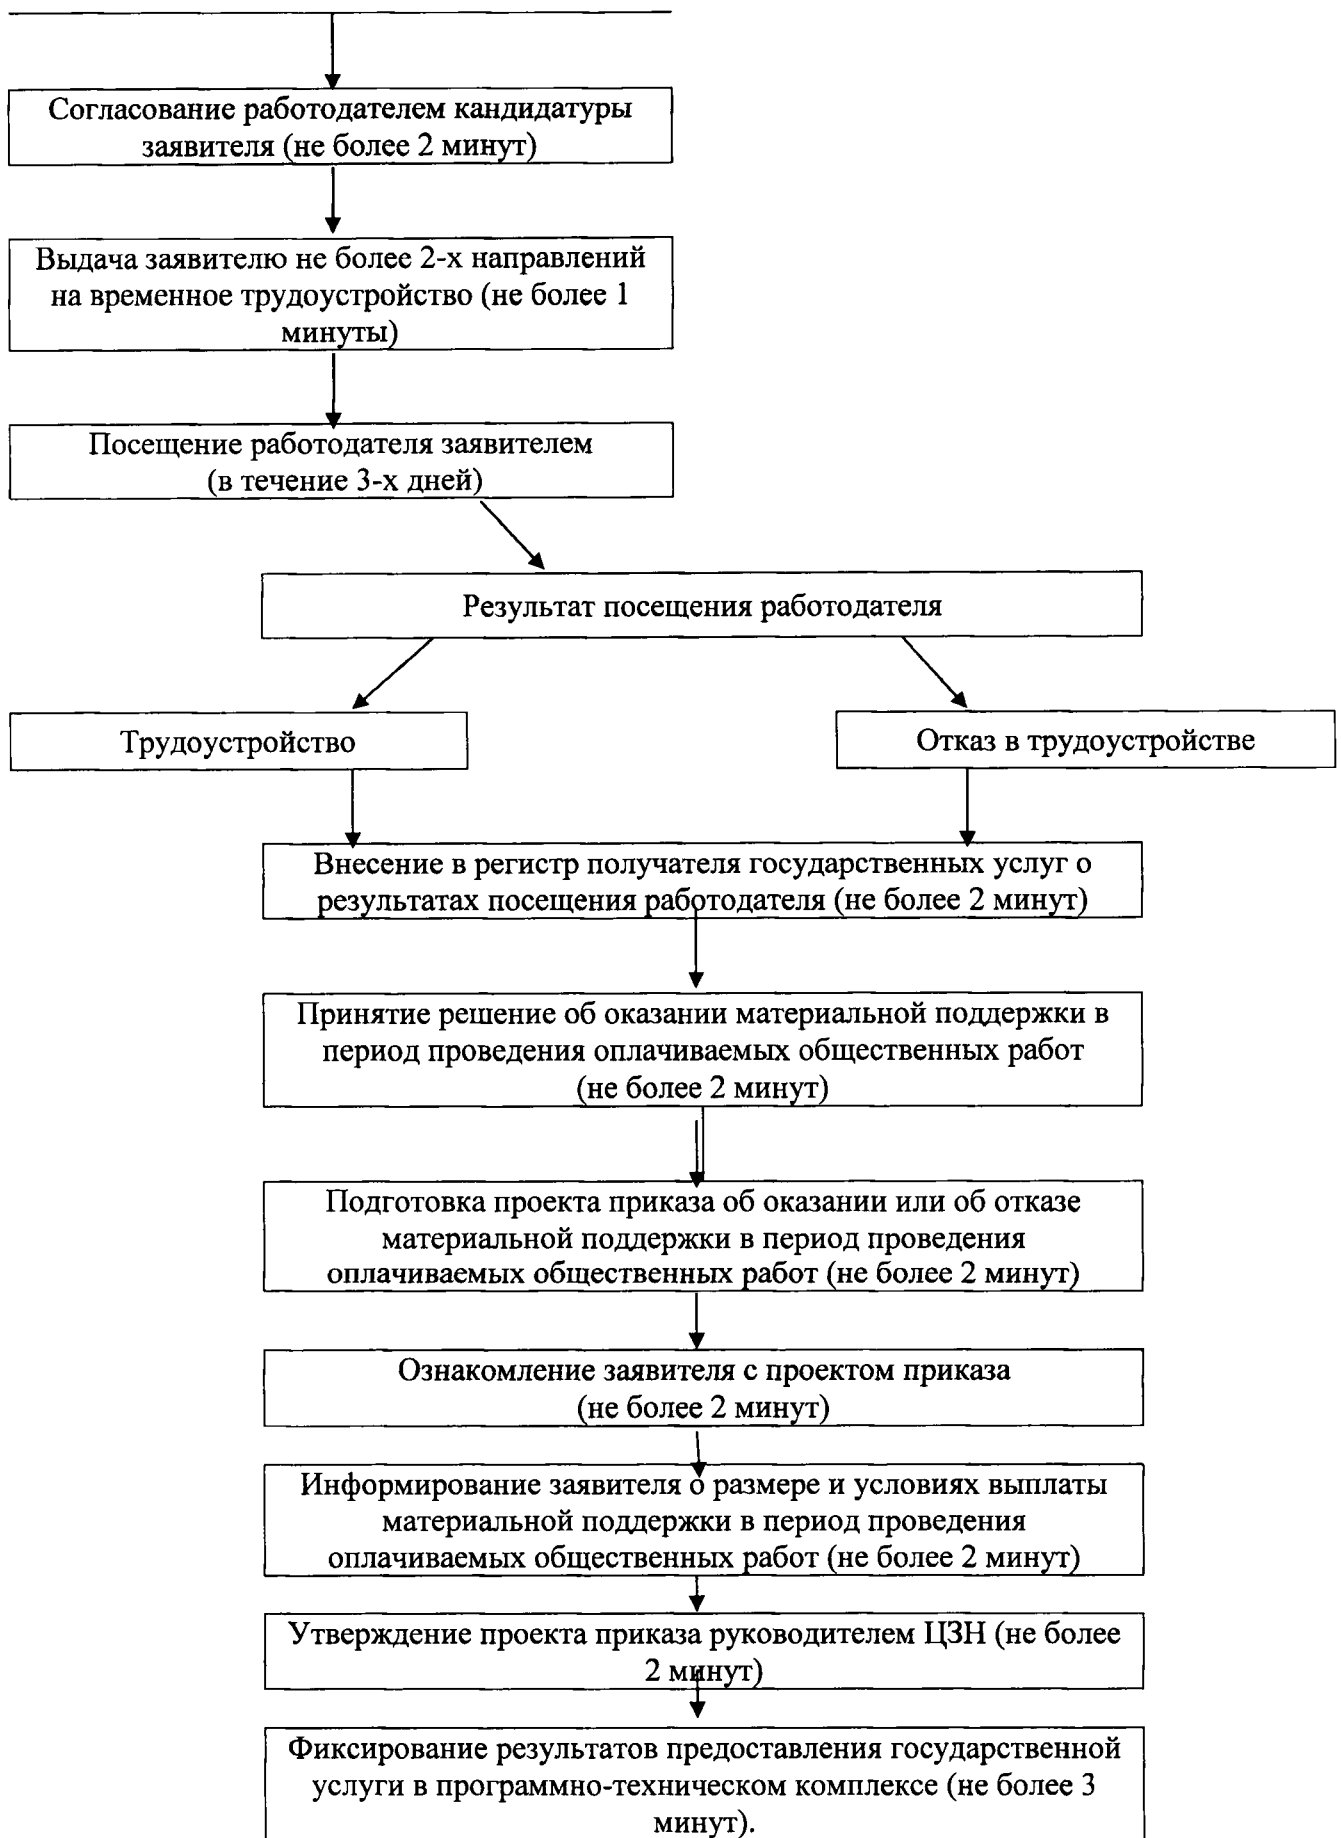 Согласование работодателем кандидатуры
заявителя (не более 2 минут)
Выдача заявителю не более 2-х направлений
на временное трудоустройство (не более 1
минуты)
Посещение работодателя заявителем
(в течение 3-х дней)
Результат посещения работодателя
Трудоустройство
Отказ в трудоустройстве
Внесение в регистр получателя государственных услуг о
результатах посещения работодателя (не более 2 минут)
Принятие решение об оказании материальной поддержки в
период проведения оплачиваемых общественных работ
(не более 2 минут)
Подготовка проекта приказа об оказании или об отказе
материальной поддержки в период проведения
оплачиваемых общественных работ (не более 2 минут)
Ознакомление заявителя с проектом приказа
(не более 2 минут)
Информирование заявителя о размере и условиях выплаты
материальной поддержки в период проведения
оплачиваемых общественных работ (не более 2 минут)
Утверждение проекта приказа руководителем ЦЗН (не более
2 минут)
Фиксирование результатов предоставления государственной
услуги в программно-техническом комплексе (не более 3
минут).